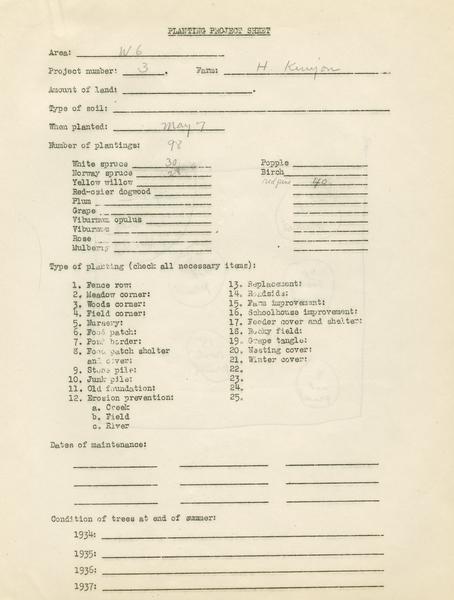 PLANTING PROJECT SHEET
Area: W 6
Project number: 3 . Farm: H. Kenyon
Amount of land: .
Type of soil:
When planted: May 7
Number of plantings: 98
White spruce 30 Popple
Norway spruce 28 Birch
Yellow willow red pine 40
Red-osier dogwood
Plum
Grape
Viburnum opulus
Viburnum
Rose
Mulberry
Type of planting (check all necessary items):
1. Fence row: 13. Replacement:
2. Meadow corner: 14. Roadside:
3. Woods corner: 15. Farm improvement:
4. Field corner: 16. Schoolhouse improvement:
5. Nursery: 17. Feeder cover and shelter:
6. Food patch: 18. Rocky field:
7. Pond border: 19. Grape tangle:
8. Food patch shelter 20. Nesting cover:
and cover: 21. Winter cover:
9. Stone pile: 22.
10. Junk pile: 23.
11. Old foundation: 24.
12. Erosion prevention: 25.
a. Creek
b. Field
c. River
Dates of maintenance:
Condition of trees at end of summer:
1934:
1935:
1936:
1937: